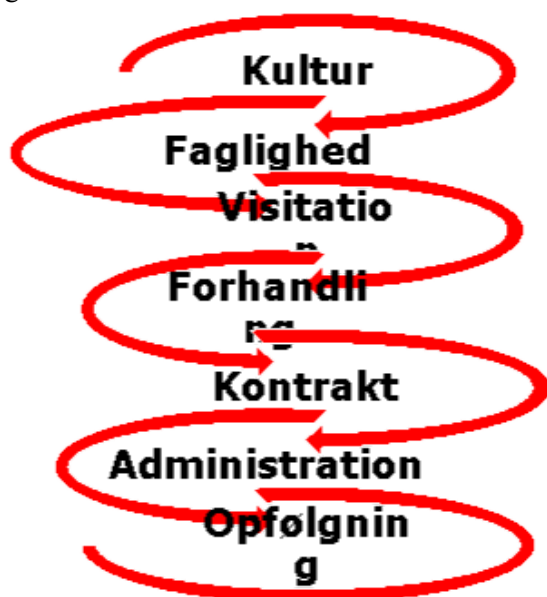 Kultur
Faglighed
Visitatio
n
Forhandli
ng
Kontrakt
Administration
Opfølgnin
g